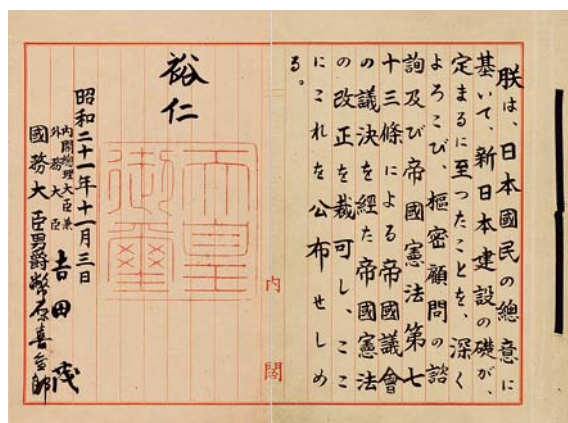 朕は、日本國民の總意に
基いて、新日本建設の礎が、
定まるに至つたことを、深く
よろこび、樞密顧問の諮
詢及び帝國憲法第七
十三條による帝國議會
の議決を經た帝國憲法
の改正を裁可し、ここ
にこれを公布せしめ
る。
内閣
裕仁
天皇
御璽
昭和二十一年十一月三日
内閣總理大臣兼
外務大臣 吉田茂
國務大臣男爵幣原喜重郎